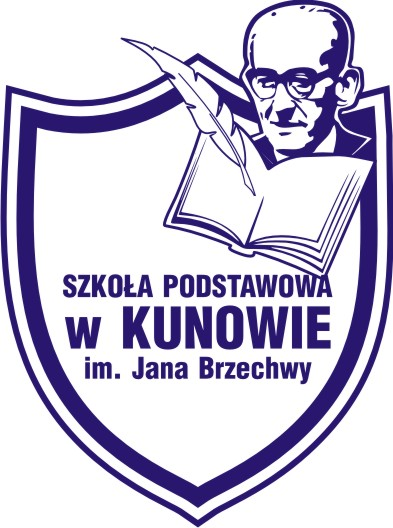 SZKOŁA PODSTAWOWA
w KUNOWIE
im. Jana Brzechwy